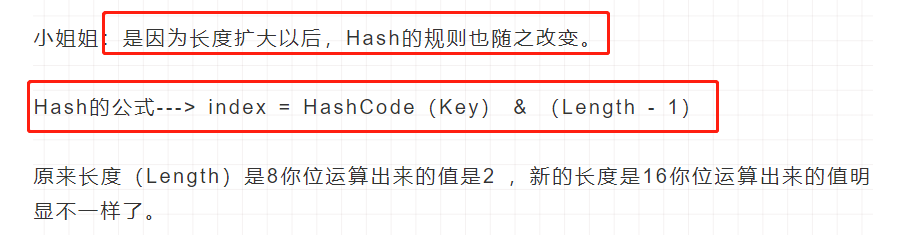 小姐姐：是因为长度扩大以后，Hash的规则也随之改变。
Hash的公式---> index = HashCode（Key） & （Length - 1）
原来长度（Length）是8你位运算出来的值是2 ，新的长度是16你位运算出来的值明
显不一样了。